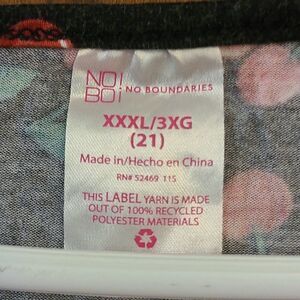 NO!
BO! NO BOUNDARIES
XXXL/3XG
(21)
Made in/Hecho en China
RN# 52469 115
THIS LABEL YARN IS MADE
OUT OF 100% RECYCLED
POLYESTER MATERIALS